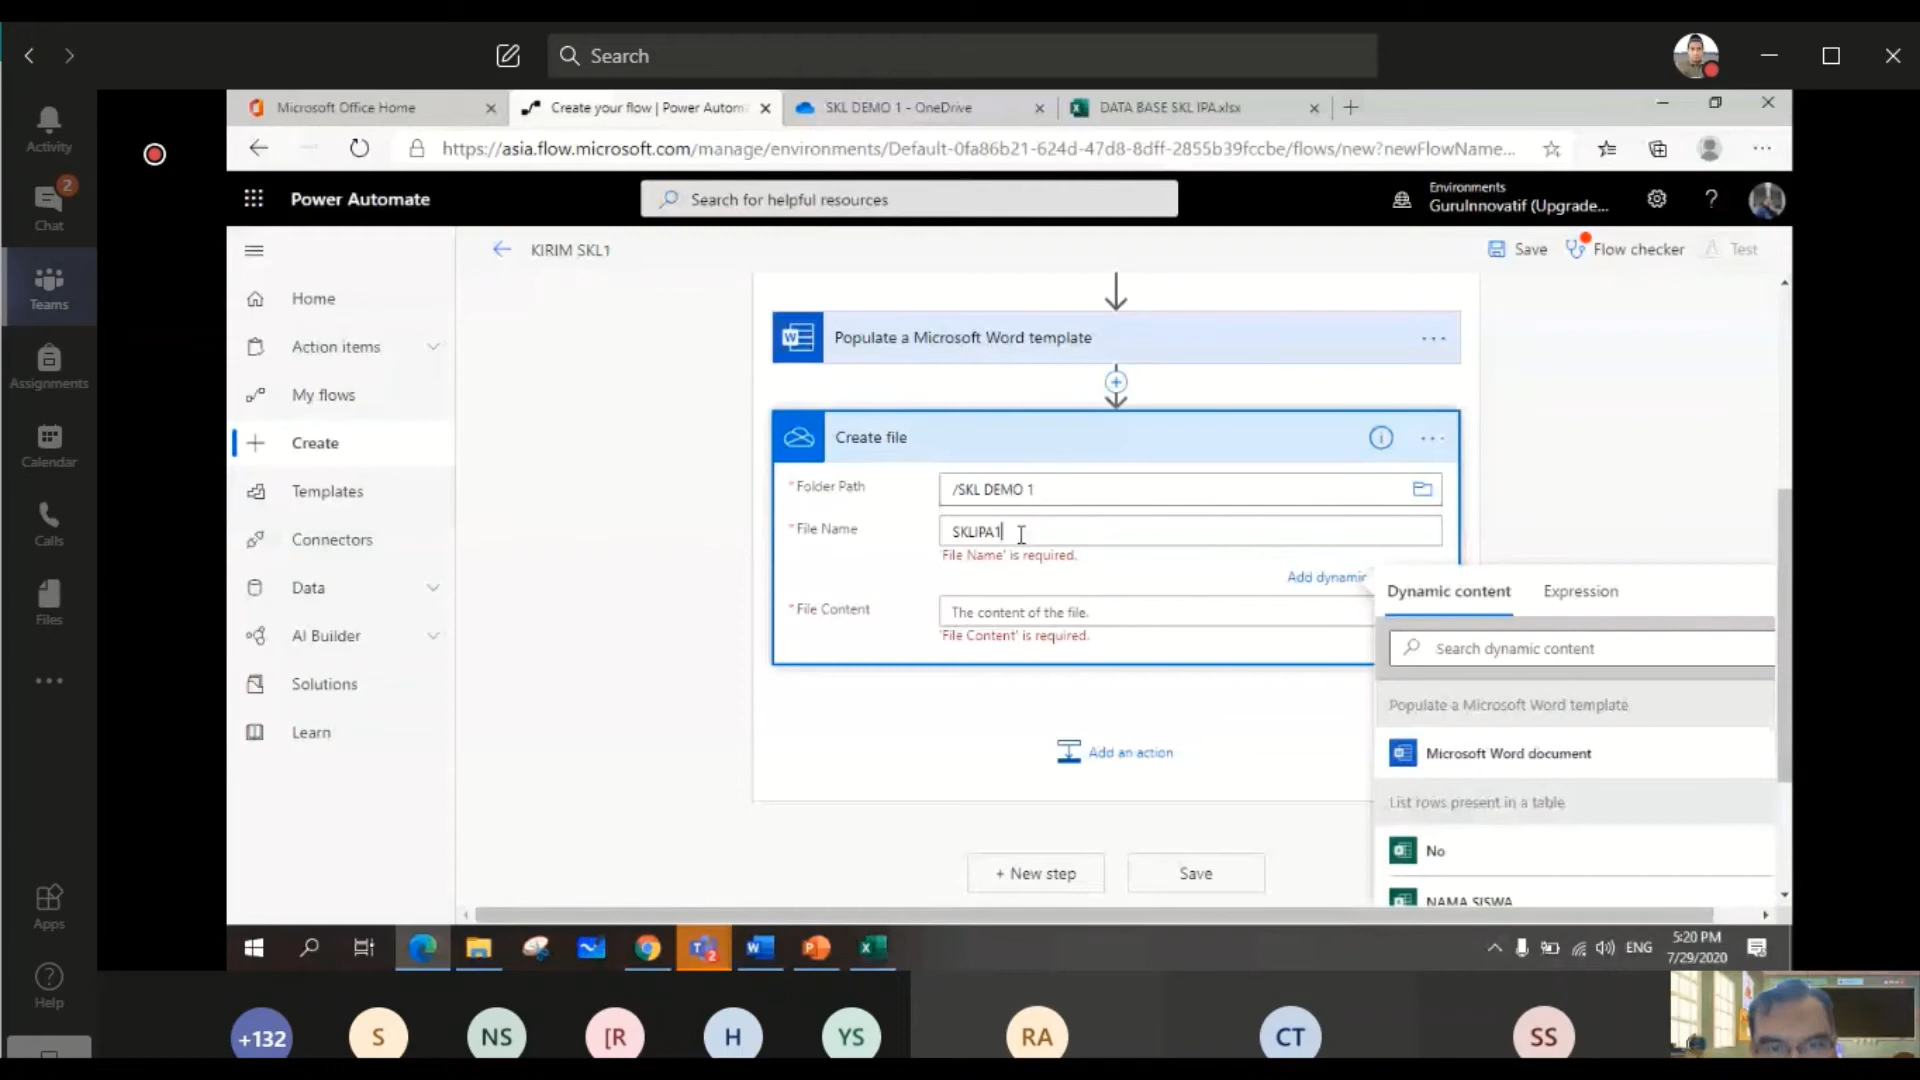 Search
Activity
2
Chat
Teams
Assignments
Calendar
Calls
Files
Apps
Help
Microsoft Office Home
Create your flow | Power Autom
SKL DEMO 1 - OneDrive
DATA BASE SKL IPA.xlsx
https://asia.flow.microsoft.com/manage/environments/Default-0fa86b21-624d-47d8-8dff-2855b39fccbe/flows/new?newFlowName...
Power Automate
Search for helpful resources
Environments
GuruInnovatif (Upgrade...
?
KIRIM SKL1
Save
Flow checker
Test
Home
Action items
My flows
Create
Templates
Connectors
Data
AI Builder
Solutions
Learn
Populate a Microsoft Word template
Create file
* Folder Path
/SKL DEMO 1
* File Name
SKLIPA1
'File Name' is required.
Add dynamic
* File Content
The content of the file.
'File Content' is required.
Add an action
+ New step
Save
Dynamic content
Expression
Search dynamic content
Populate a Microsoft Word template
Microsoft Word document
List rows present in a table
No
NAMA SISWA
ENG
5:20 PM
7/29/2020
+132
S
NS
[R
H
YS
RA
CT
SS